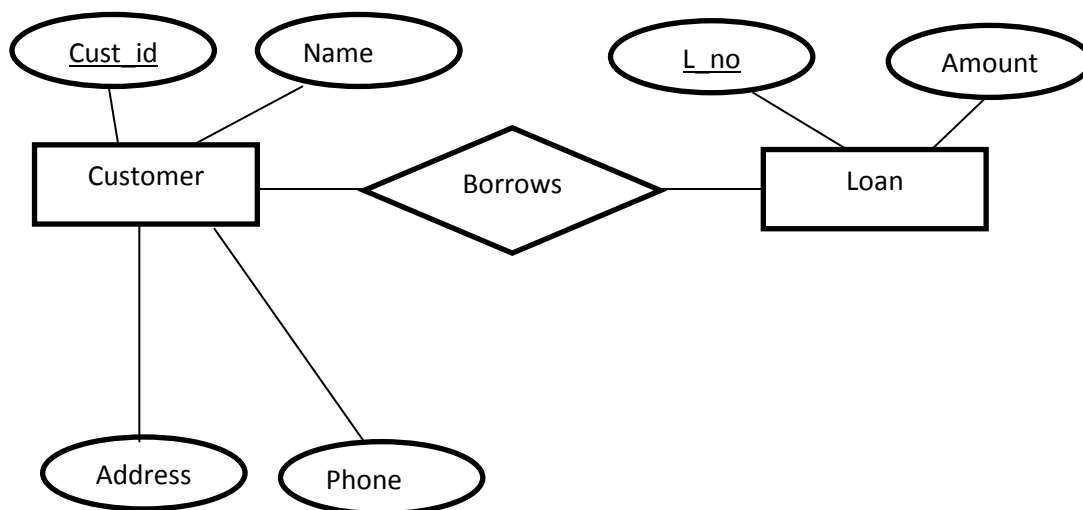 Cust_id
Name
L_no
Amount
Customer
Borrows
Loan
Address
Phone